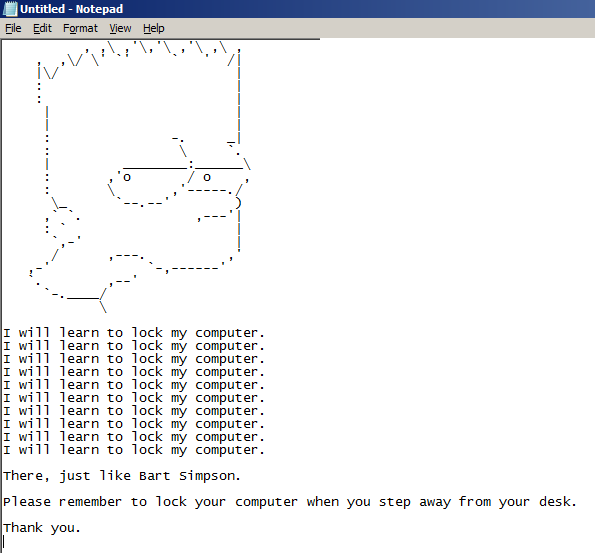 Untitled - Notepad
File Edit Format View Help
I will learn to lock my computer.
I will learn to lock my computer.
I will learn to lock my computer.
I will learn to lock my computer.
I will learn to lock my computer.
I will learn to lock my computer.
I will learn to lock my computer.
I will learn to lock my computer.
I will learn to lock my computer.
I will learn to lock my computer.
There, just like Bart Simpson.
Please remember to lock your computer when you step away from your desk.
Thank you.